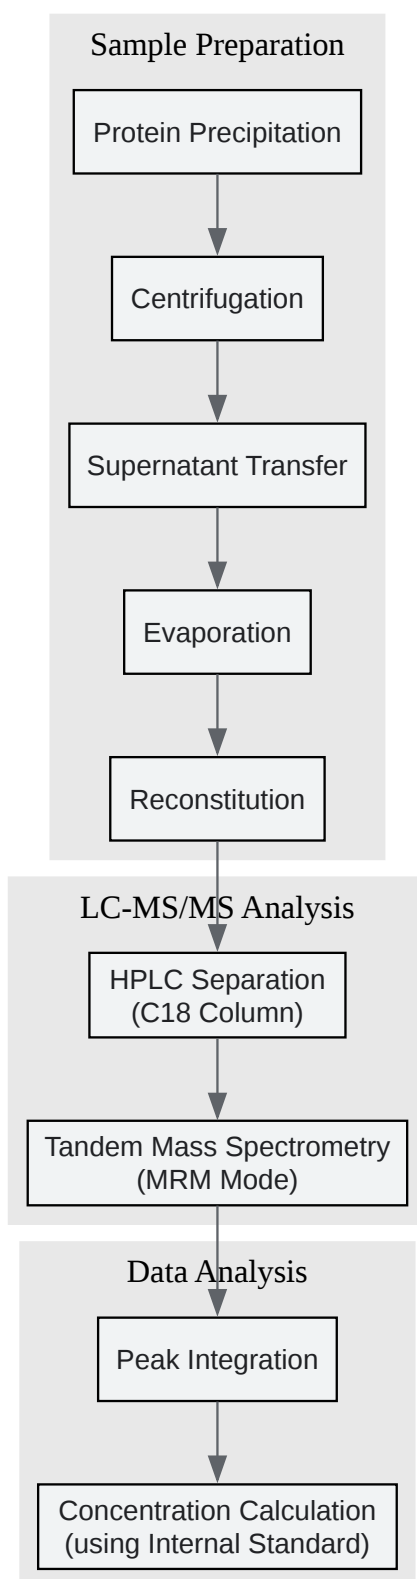 Sample Preparation
Protein Precipitation
Centrifugation
Supernatant Transfer
Evaporation
Reconstitution
LC-MS/MS Analysis
HPLC Separation
(C18 Column)
Tandem Mass Spectrometry
(MRM Mode)
Data Analysis
Peak Integration
Concentration Calculation
(using Internal Standard)